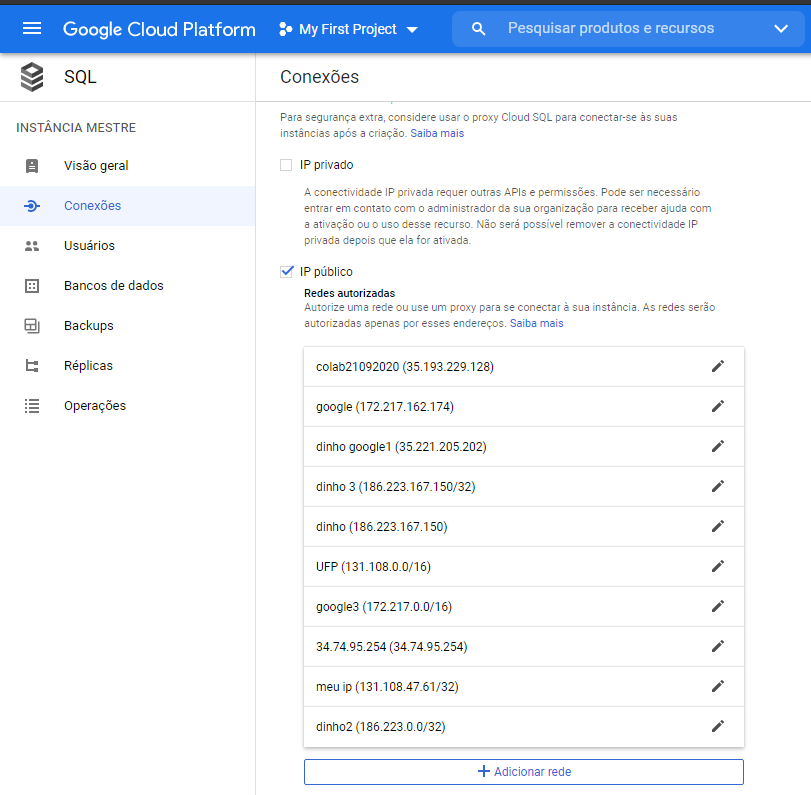 Google Cloud Platform
My First Project
Pesquisar produtos e recursos
SQL
Conexões
INSTÂNCIA MESTRE
Visão geral
Conexões
Usuários
Bancos de dados
Backups
Réplicas
Operações
Para segurança extra, considere usar o proxy Cloud SQL para conectar-se às suas
instâncias após a criação. Saiba mais
IP privado
A conectividade IP privada requer outras APIs e permissões. Pode ser necessário
entrar em contato com o administrador da sua organização para receber ajuda com
a ativação ou o uso desse recurso. Não será possível remover a conectividade IP
privada depois que ela for ativada.
IP público
Redes autorizadas
Autorize uma rede ou use um proxy para se conectar à sua instância. As redes serão
autorizadas apenas por esses endereços. Saiba mais
colab21092020 (35.193.229.128)
google (172.217.162.174)
dinho google1 (35.221.205.202)
dinho 3 (186.223.167.150/32)
dinho (186.223.167.150)
UFP (131.108.0.0/16)
google3 (172.217.0.0/16)
34.74.95.254 (34.74.95.254)
meu ip (131.108.47.61/32)
dinho2 (186.223.0.0/32)
Adicionar rede